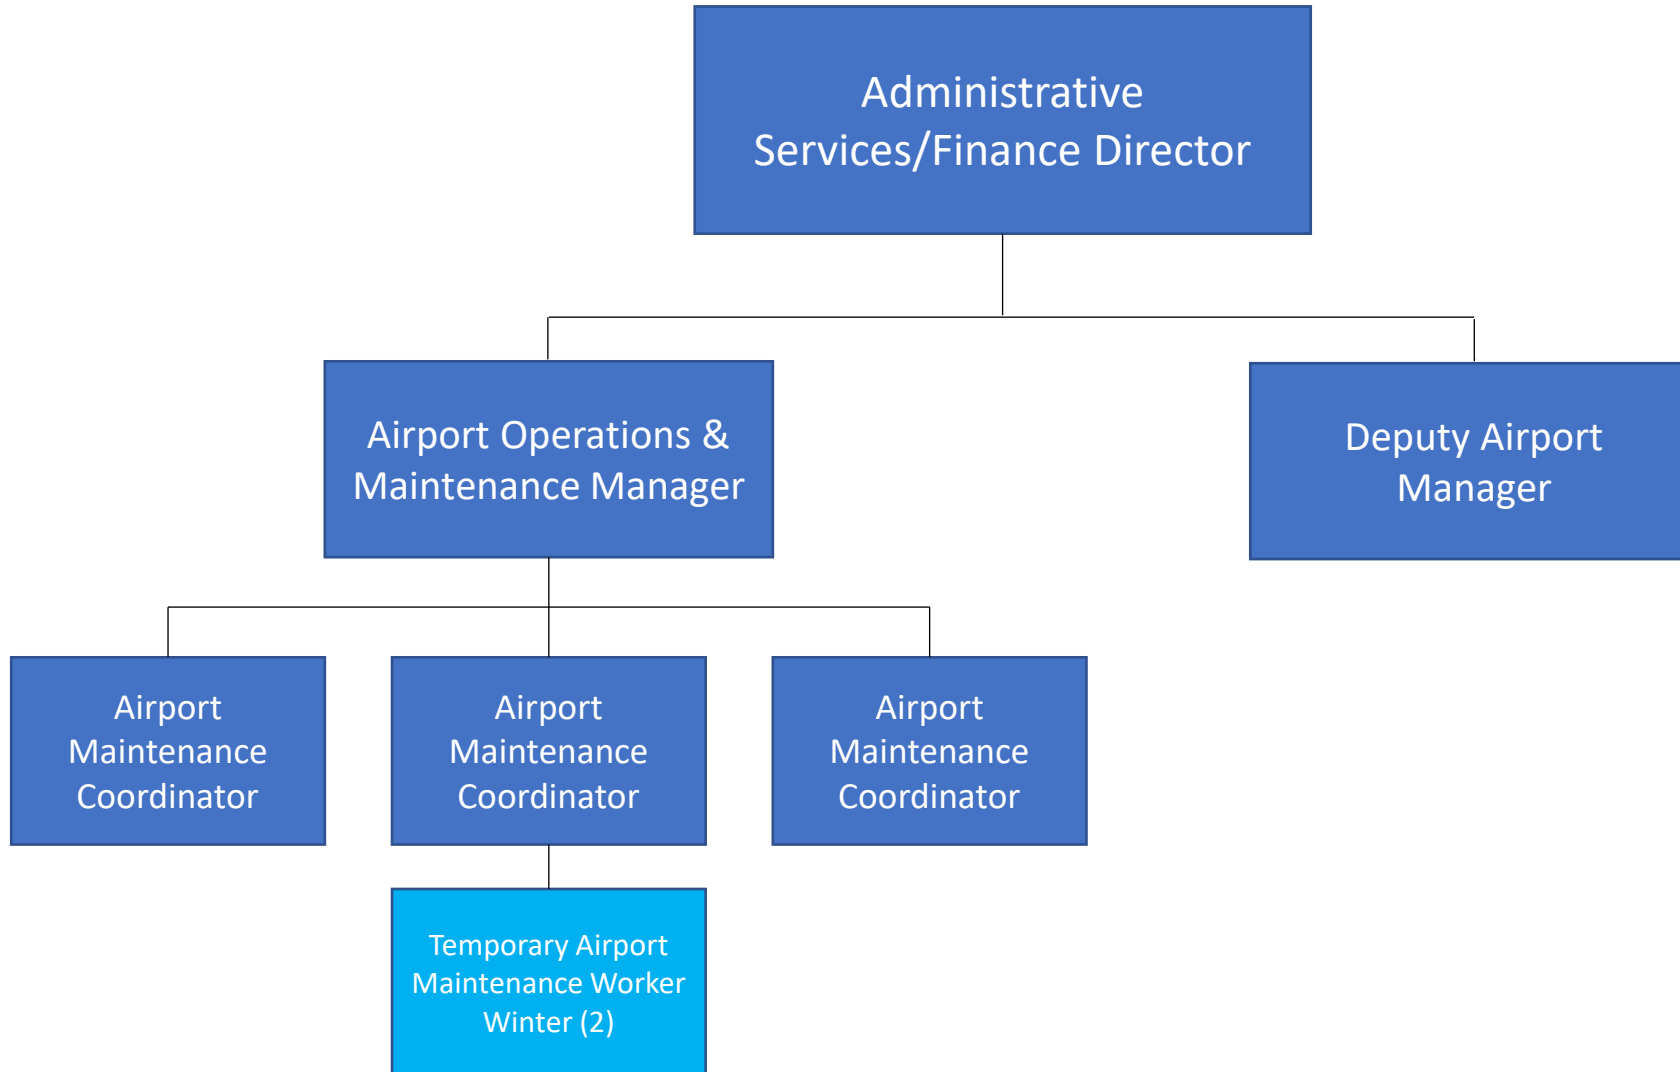 Administrative
Services/Finance Director
Airport Operations &
Maintenance Manager
Deputy Airport
Manager
Airport
Maintenance
Coordinator
Airport
Maintenance
Coordinator
Airport
Maintenance
Coordinator
Temporary Airport
Maintenance Worker
Winter (2)